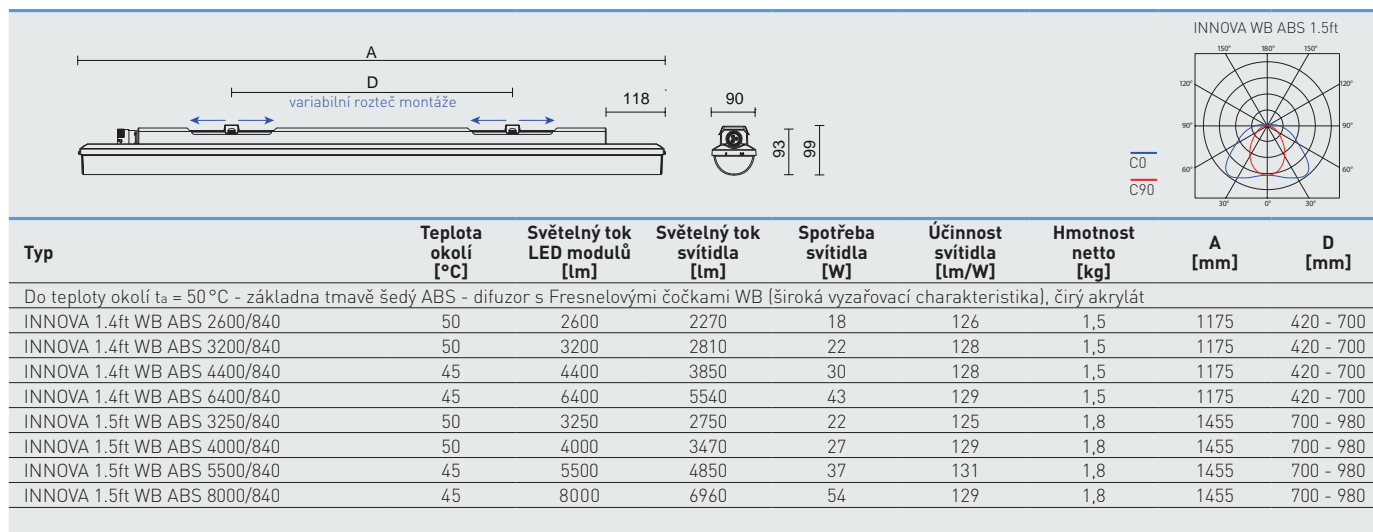 INNOVA WB ABS 1.5ft
A
D
variabilní rozteč montáže
118
90
93
99
150° 180° 150°
120° 120°
90° 90°
60° 60°
30° 0° 30°
C0
C90
Typ Teplota okolí [°C] Světelný tok LED modulů [lm] Světelný tok svítidla [lm] Spotřeba svítidla [W] Účinnost svítidla [lm/W] Hmotnost netto [kg] A [mm] D [mm]
Do teploty okolí ta = 50°C - základna tmavě šedý ABS - difuzor s Fresnelovými čočkami WB (široká vyzařovací charakteristika), čirý akrylát
INNOVA 1.4ft WB ABS 2600/840 50 2600 2270 18 126 1,5 1175 420 - 700
INNOVA 1.4ft WB ABS 3200/840 50 3200 2810 22 128 1,5 1175 420 - 700
INNOVA 1.4ft WB ABS 4400/840 45 4400 3850 30 128 1,5 1175 420 - 700
INNOVA 1.4ft WB ABS 6400/840 45 6400 5540 43 129 1,5 1175 420 - 700
INNOVA 1.5ft WB ABS 3250/840 50 3250 2750 22 125 1,8 1455 700 - 980
INNOVA 1.5ft WB ABS 4000/840 50 4000 3470 27 129 1,8 1455 700 - 980
INNOVA 1.5ft WB ABS 5500/840 45 5500 4850 37 131 1,8 1455 700 - 980
INNOVA 1.5ft WB ABS 8000/840 45 8000 6960 54 129 1,8 1455 700 - 980